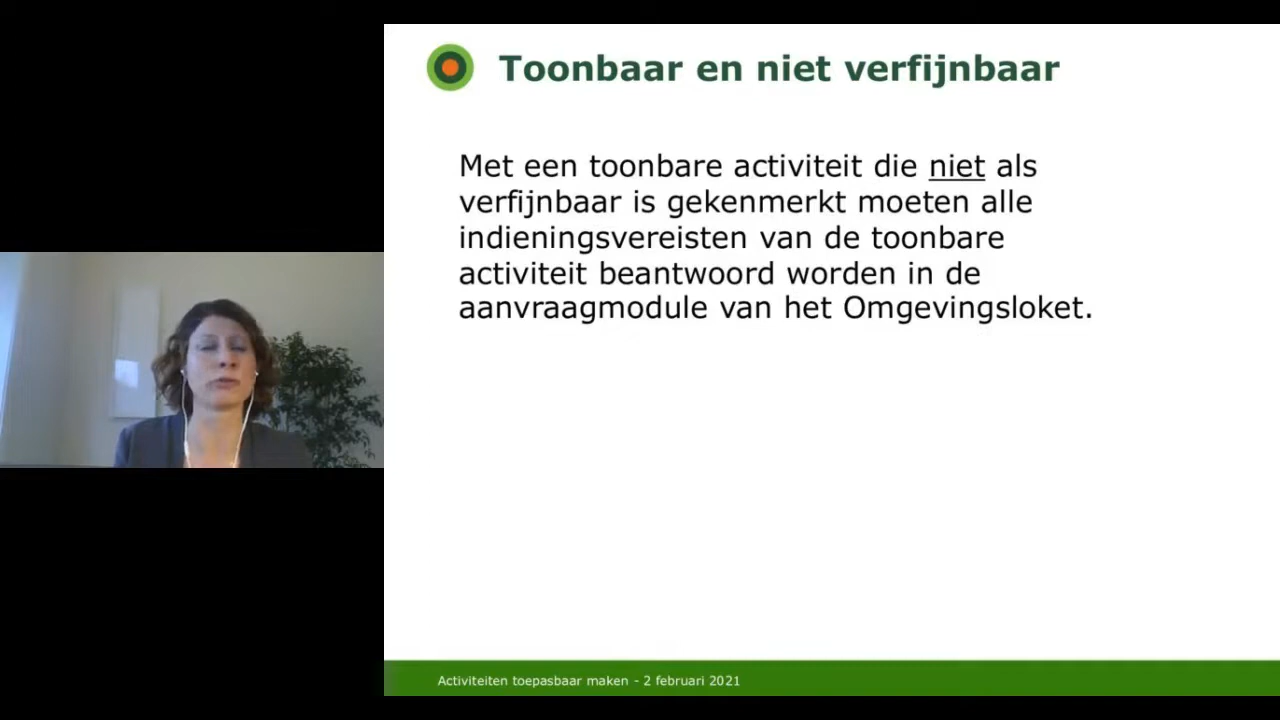 Toonbaar en niet verfijnbaar
Met een toonbare activiteit die niet als
verfijnbaar is gekenmerkt moeten alle
indieningsvereisten van de toonbare
activiteit beantwoord worden in de
aanvraagmodule van het Omgevingsloket.
Activiteiten toepasbaar maken - 2 februari 2021